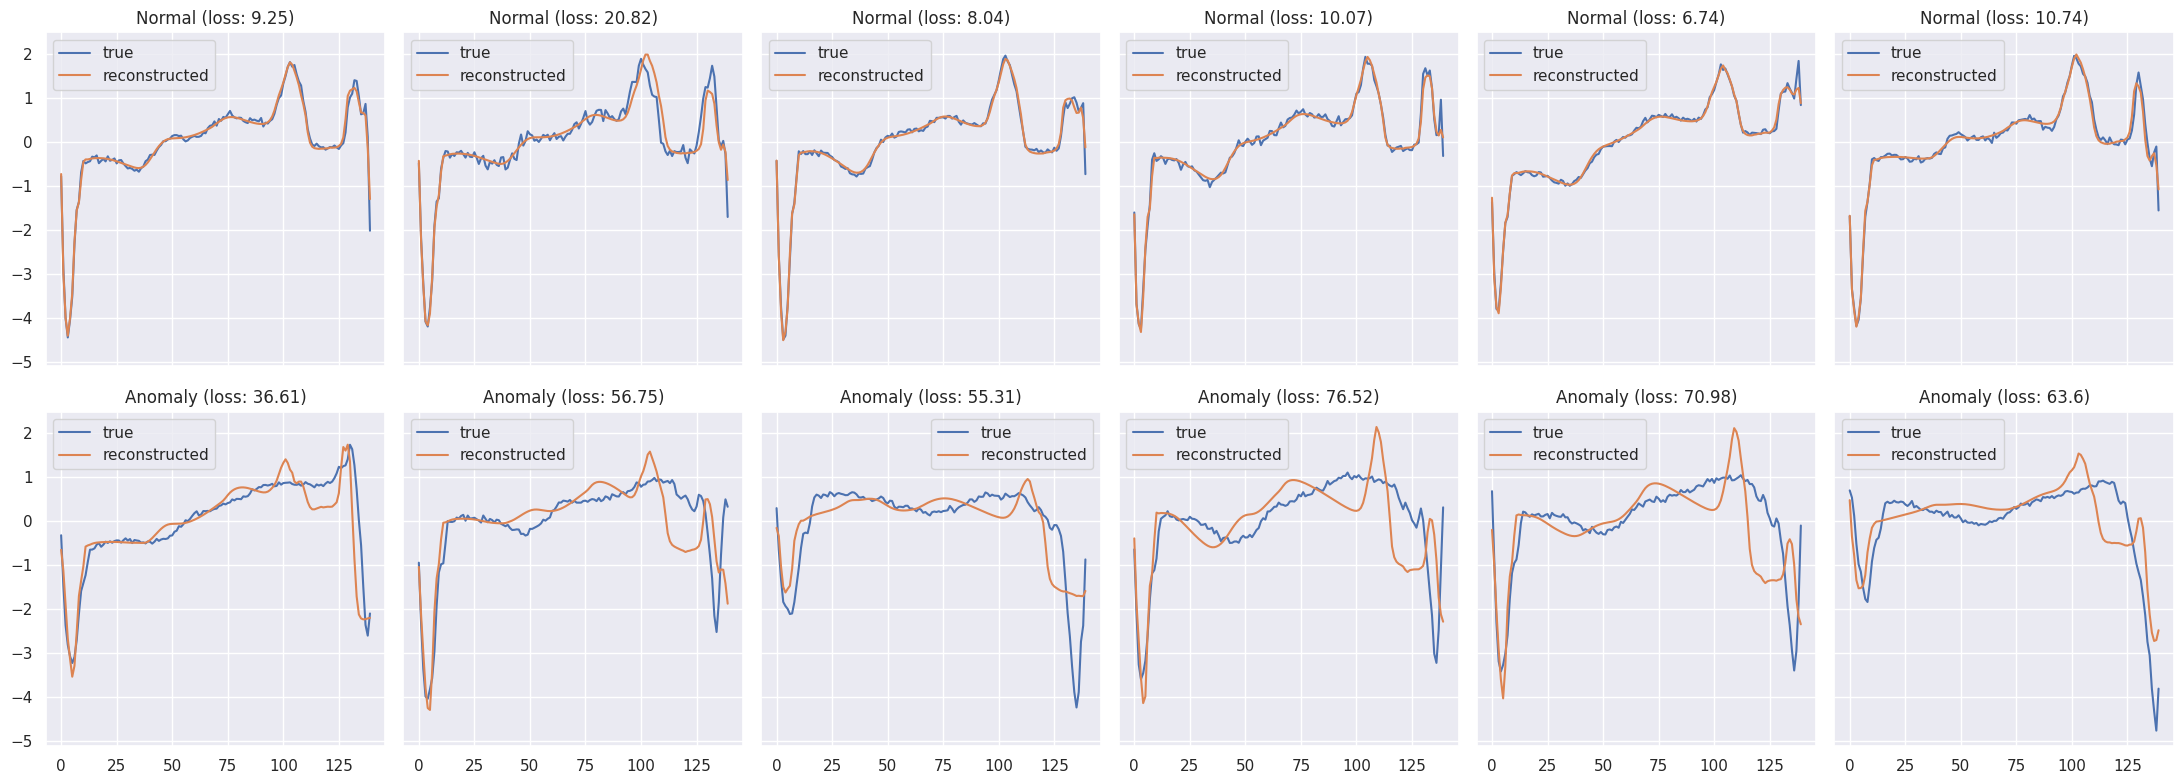 Normal (loss: 9.25)
Normal (loss: 20.82)
Normal (loss: 8.04)
Normal (loss: 10.07)
Normal (loss: 6.74)
Normal (loss: 10.74)
true
reconstructed
true
reconstructed
true
reconstructed
true
reconstructed
true
reconstructed
true
reconstructed
2
1
0
−1
−2
−3
−4
−5
Anomaly (loss: 36.61)
Anomaly (loss: 56.75)
Anomaly (loss: 55.31)
Anomaly (loss: 76.52)
Anomaly (loss: 70.98)
Anomaly (loss: 63.6)
true
reconstructed
true
reconstructed
true
reconstructed
true
reconstructed
true
reconstructed
true
reconstructed
2
1
0
−1
−2
−3
−4
−5
0 25 50 75 100 125
0 25 50 75 100 125
0 25 50 75 100 125
0 25 50 75 100 125
0 25 50 75 100 125
0 25 50 75 100 125